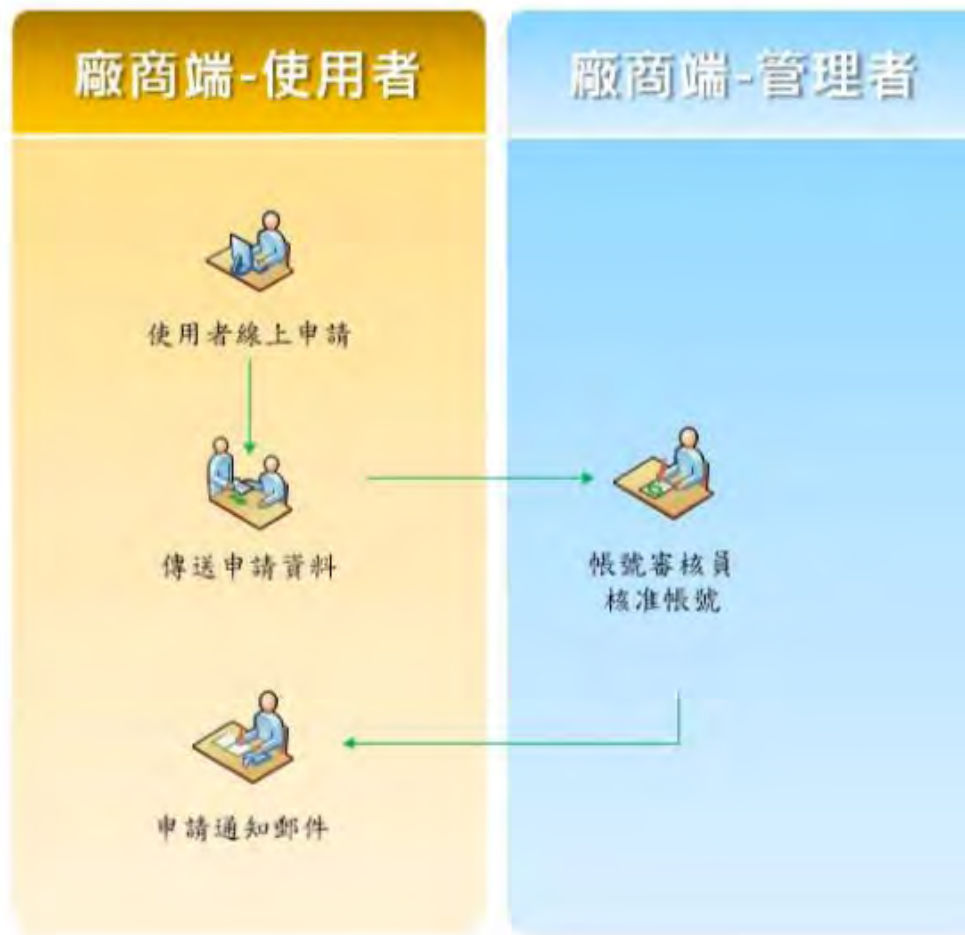 廠商端-使用者
廠商端-管理者
使用者線上申請
傳送申請資料
帳號審核員
核准帳號
申請通知郵件